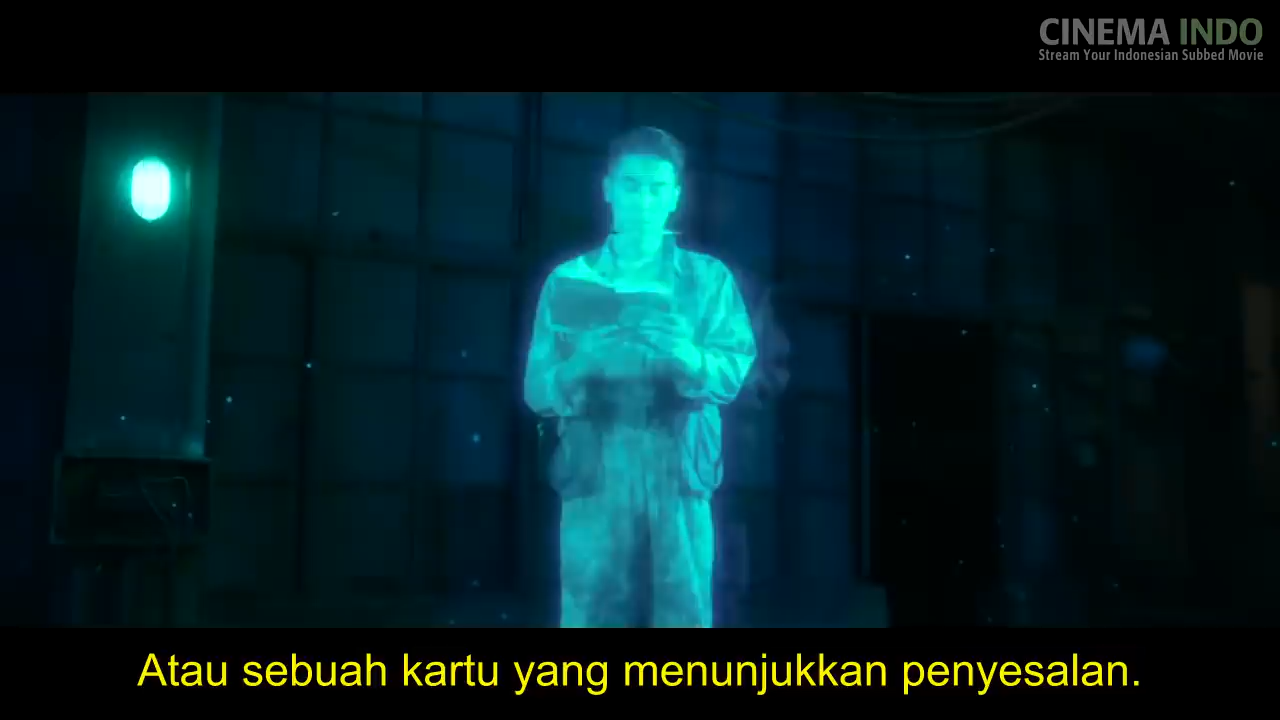 CINEMA INDO
Stream Your Indonesian Subbed Movie
Atau sebuah kartu yang menunjukkan penyesalan.